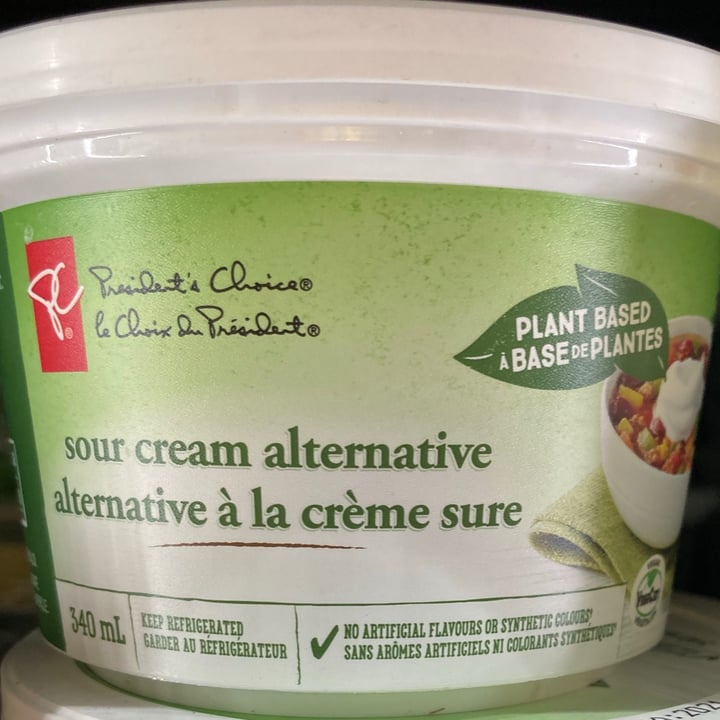 PC®
President's Choice®
le Choix du Président®
PLANT BASED
À BASE DE PLANTES
sour cream alternative
alternative à la crème sure
340 mL
KEEP REFRIGERATED
GARDER AU RÉFRIGÉRATEUR
✓ NO ARTIFICIAL FLAVOURS OR SYNTHETIC COLOURS†
SANS ARÔMES ARTIFICIELS NI COLORANTS SYNTHÉTIQUES†